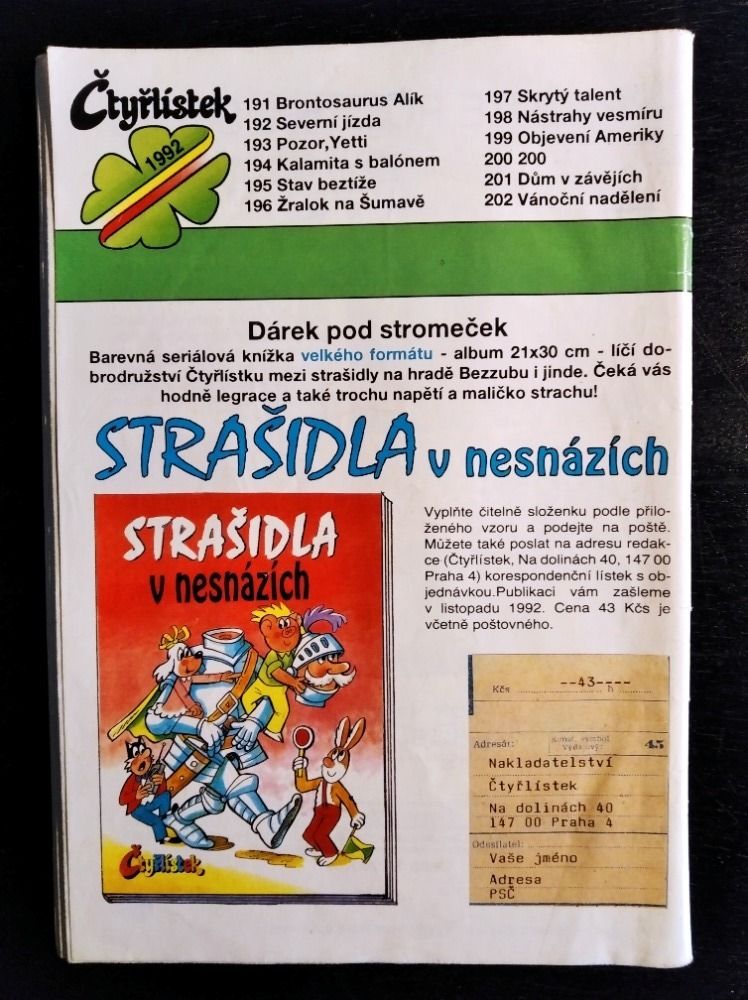 Čtyřlístek
1992
191 Brontosaurus Alík
192 Severní jízda
193 Pozor,Yetti
194 Kalamita s balónem
195 Stav beztíže
196 Žralok na Šumavě
197 Skrytý talent
198 Nástrahy vesmíru
199 Objevení Ameriky
200 200
201 Dům v závějích
202 Vánoční nadělení
Dárek pod stromeček
Barevná seriálová knížka velkého formátu - album 21x30 cm - líčí do-
brodružství Čtyřlístku mezi strašidly na hradě Bezzubu i jinde. Čeká vás
hodně legrace a také trochu napětí a maličko strachu!
STRAŠIDLA v nesnázích
STRAŠIDLA
v nesnázích
Čtyřlístek
Vyplňte čitelně složenku podle přilo-
ženého vzoru a podejte na poště.
Můžete také poslat na adresu redak-
ce (Čtyřlístek, Na dolinách 40, 147 00
Praha 4) korespondenční lístek s ob-
jednávkou.Publikaci vám zašleme
v listopadu 1992. Cena 43 Kčs je
včetně poštovného.
Kčs --43---- h
Adresát:
45
Nakladatelství
Čtyřlístek
Na dolinách 40
147 00 Praha 4
Odesílatel:
Vaše jméno
Adresa
PSČ